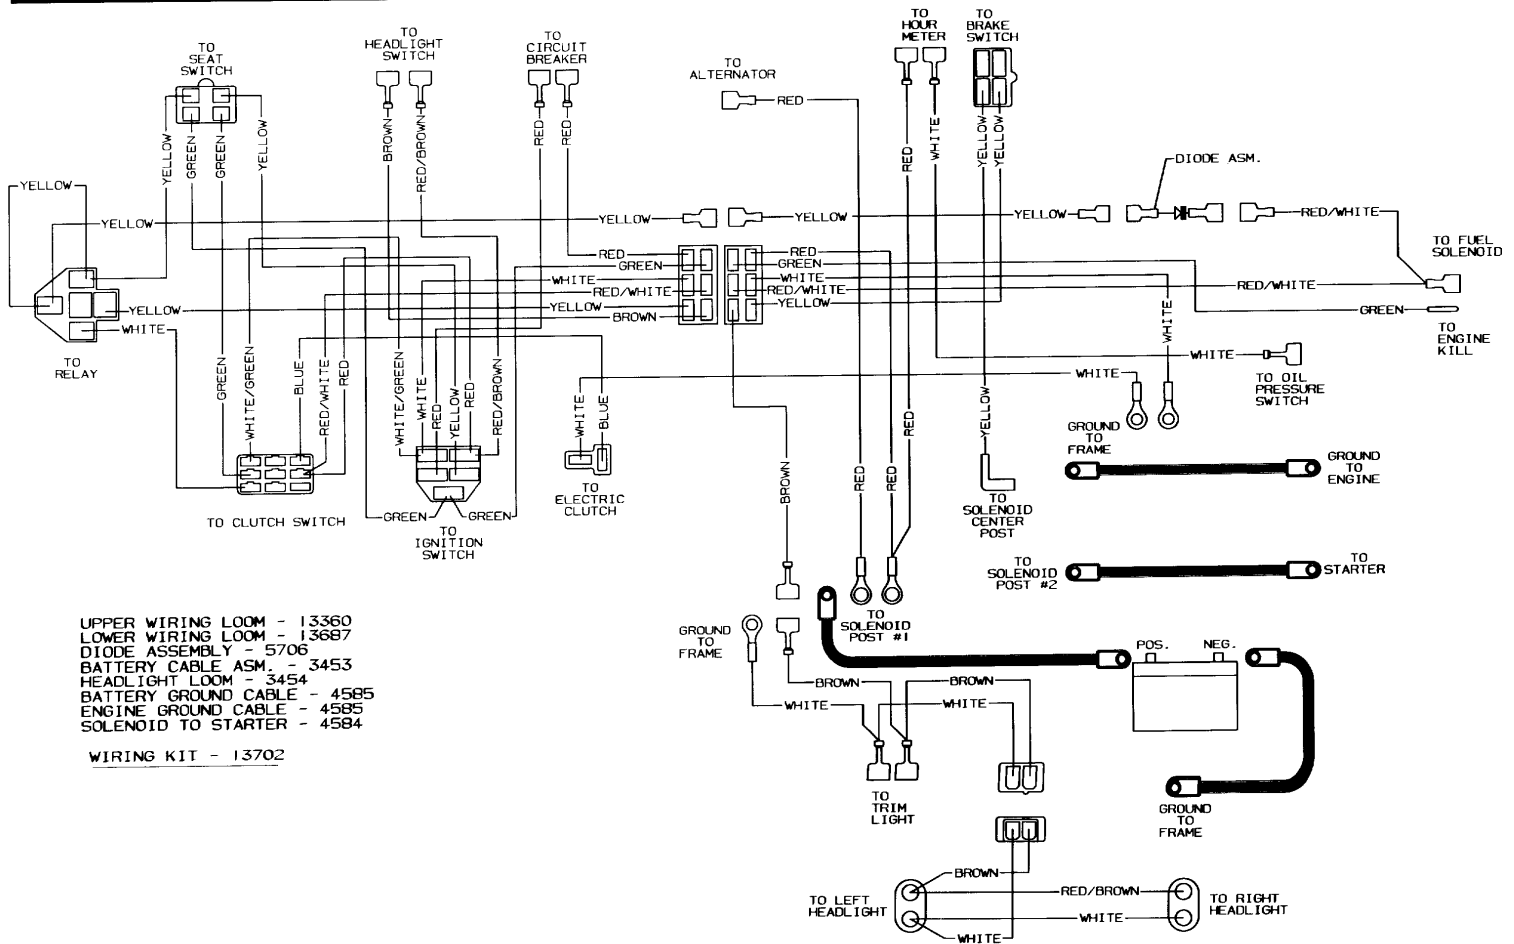 TO
SEAT
SWITCH
TO
HEADLIGHT
SWITCH
TO
CIRCUIT
BREAKER
TO
ALTERNATOR
TO
HOUR
METER
TO
BRAKE
SWITCH
RED
YELLOW
GREEN
GREEN
YELLOW
BROWN
RED/BROWN
RED
RED
RED
WHITE
YELLOW
YELLOW
DIODE ASM.
YELLOW
YELLOW
YELLOW
YELLOW
YELLOW
RED/WHITE
TO FUEL
SOLENOID
RED
GREEN
WHITE
RED/WHITE
YELLOW
BROWN
RED
GREEN
WHITE
RED/WHITE
YELLOW
RED/WHITE
GREEN
TO
ENGINE
KILL
YELLOW
WHITE
TO
RELAY
WHITE
WHITE
TO OIL
PRESSURE
SWITCH
WHITE
GREEN
WHITE/GREEN
BLUE
RED/WHITE
RED
WHITE/GREEN
WHITE
RED
YELLOW
RED
RED/BROWN
WHITE
BLUE
RED
YELLOW
GROUND
TO
FRAME
GROUND
TO
ENGINE
TO CLUTCH SWITCH
GREEN
GREEN
TO
IGNITION
SWITCH
TO
ELECTRIC
CLUTCH
BROWN
RED
RED
TO
SOLENOID
CENTER
POST
TO
SOLENOID
POST #2
TO
STARTER
TO
SOLENOID
POST #1
GROUND
TO
FRAME
POS.
NEG.
UPPER WIRING LOOM - 13360
LOWER WIRING LOOM - 13687
DIODE ASSEMBLY - 5706
BATTERY CABLE ASM. - 3453
HEADLIGHT LOOM - 3454
BATTERY GROUND CABLE - 4585
ENGINE GROUND CABLE - 4585
SOLENOID TO STARTER - 4584
WIRING KIT - 13702
BROWN
BROWN
WHITE
WHITE
TO
TRIM
LIGHT
GROUND
TO
FRAME
BROWN
RED/BROWN
WHITE
WHITE
TO LEFT
HEADLIGHT
TO RIGHT
HEADLIGHT